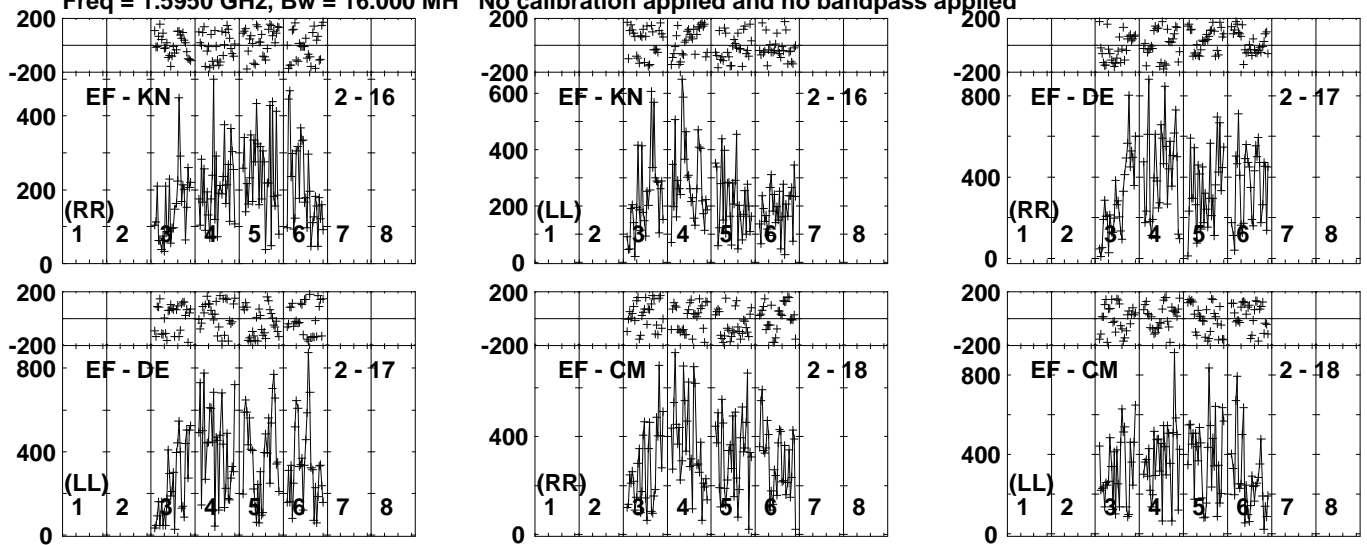 Freq = 1.5950 GHz, Bw = 16.000 MH No calibration applied and no bandpass applied
200 200 200
-200 -200 -200
EF - KN 2 - 16 EF - KN 2 - 16 EF - DE 2 - 17
400 600 800
200 400 400
200
(RR) (LL) (RR)
1 2 3 4 5 6 7 8 1 2 3 4 5 6 7 8 1 2 3 4 5 6 7 8
0 0 0
200 200 200
-200 -200 -200
EF - DE 2 - 17 EF - CM 2 - 18 EF - CM 2 - 18
800 400 800
400 400
(LL) (RR) (LL)
1 2 3 4 5 6 7 8 1 2 3 4 5 6 7 8 1 2 3 4 5 6 7 8
0 0 0